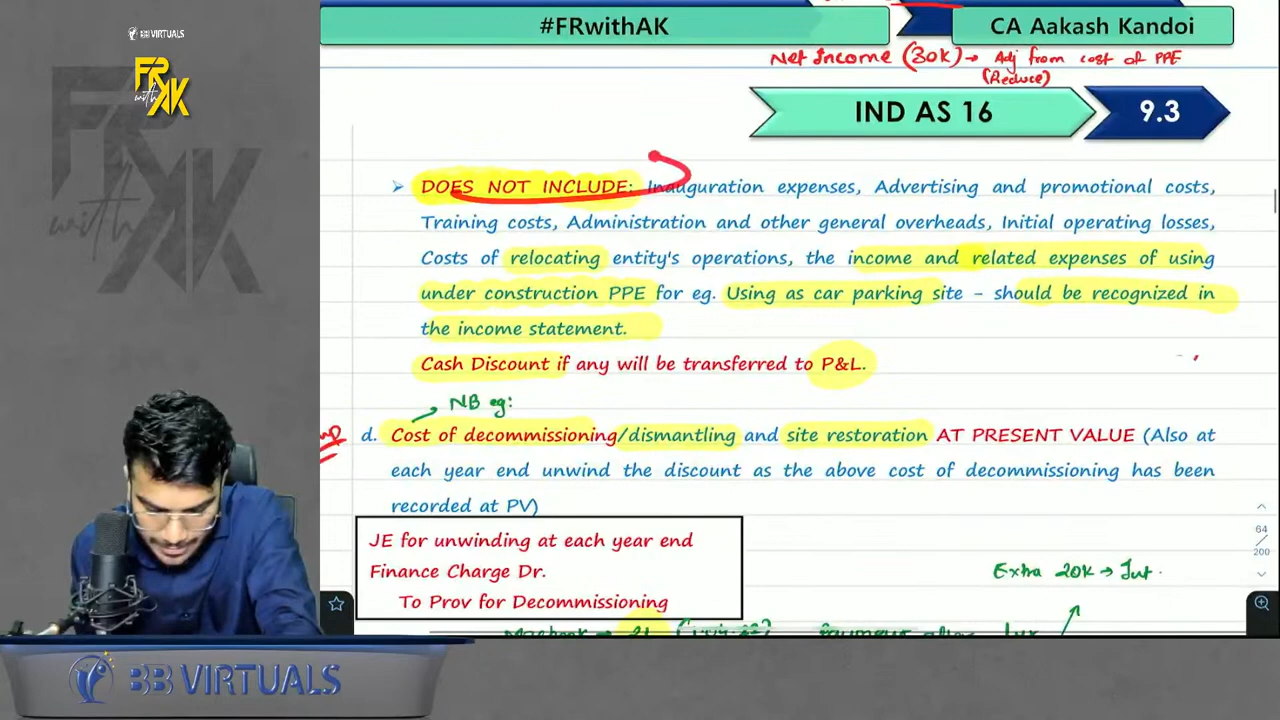 BB VIRTUALS
FR
with
AK
#FRwithAK
CA Aakash Kandoi
Net Income (30k) → Adj from cost of PPE
(Reduce)
IND AS 16
9.3
➢ DOES NOT INCLUDE: Inauguration expenses, Advertising and promotional costs,
Training costs, Administration and other general overheads, Initial operating losses,
Costs of relocating entity's operations, the income and related expenses of using
under construction PPE for eg. Using as car parking site - should be recognized in
the income statement.
Cash Discount if any will be transferred to P&L.
NB eg:
d. Cost of decommissioning/dismantling and site restoration AT PRESENT VALUE (Also at
each year end unwind the discount as the above cost of decommissioning has been
recorded at PV)
JE for unwinding at each year end
Finance Charge Dr.
To Prov for Decommissioning
Extra 20k → Int
64
200
BB VIRTUALS